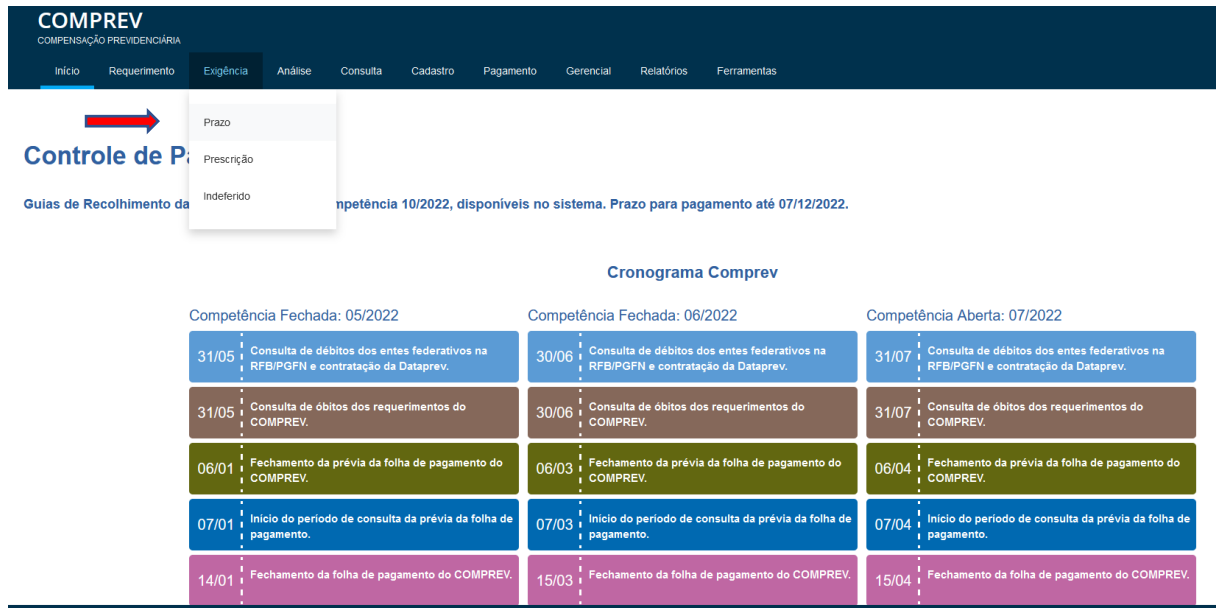 COMPREV
COMPENSAÇÃO PREVIDENCIÁRIA
Início Requerimento Exigência Análise Consulta Cadastro Pagamento Gerencial Relatórios Ferramentas
Prazo
Prescrição
Indeferido
Controle de
Guias de Recolhimento da 10/2022, disponíveis no sistema. Prazo para pagamento até 07/12/2022.
Cronograma Comprev
Competência Fechada: 05/2022
31/05 Consulta de débitos dos entes federativos na
RFB/PGFN e contratação da Dataprev.
31/05 Consulta de óbitos dos requerimentos do
COMPREV.
06/01 Fechamento da prévia da folha de pagamento do
COMPREV.
07/01 Início do período de consulta da prévia da folha de
pagamento.
14/01 Fechamento da folha de pagamento do COMPREV.
Competência Fechada: 06/2022
30/06 Consulta de débitos dos entes federativos na
RFB/PGFN e contratação da Dataprev.
30/06 Consulta de óbitos dos requerimentos do
COMPREV.
06/03 Fechamento da prévia da folha de pagamento do
COMPREV.
07/03 Início do período de consulta da prévia da folha de
pagamento.
15/03 Fechamento da folha de pagamento do COMPREV.
Competência Aberta: 07/2022
31/07 Consulta de débitos dos entes federativos na
RFB/PGFN e contratação da Dataprev.
31/07 Consulta de óbitos dos requerimentos do
COMPREV.
06/04 Fechamento da prévia da folha de pagamento do
COMPREV.
07/04 Início do período de consulta da prévia da folha de
pagamento.
15/04 Fechamento da folha de pagamento do COMPREV.